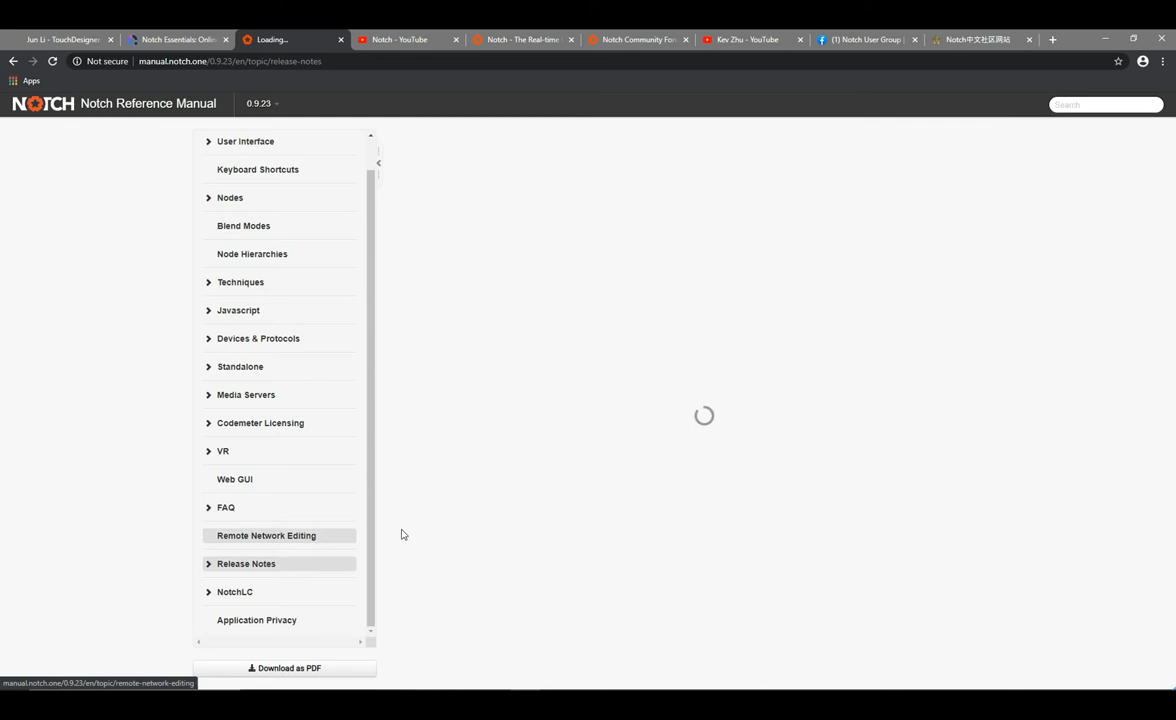 Jun Li - TouchDesigner
Notch Essentials: Onlin
Loading...
Notch - YouTube
Notch - The Real-time
Notch Community For
Kev Zhu - YouTube
(1) Notch User Group |
Notch中文社区网站
Not secure | manual.notch.one/0.9.23/en/topic/release-notes
Apps
NOTCH Notch Reference Manual 0.9.23 Search
User Interface
Keyboard Shortcuts
Nodes
Blend Modes
Node Hierarchies
Techniques
Javascript
Devices & Protocols
Standalone
Media Servers
Codemeter Licensing
VR
Web GUI
FAQ
Remote Network Editing
Release Notes
NotchLC
Application Privacy
Download as PDF
manual.notch.one/0.9.23/en/topic/remote-network-editing